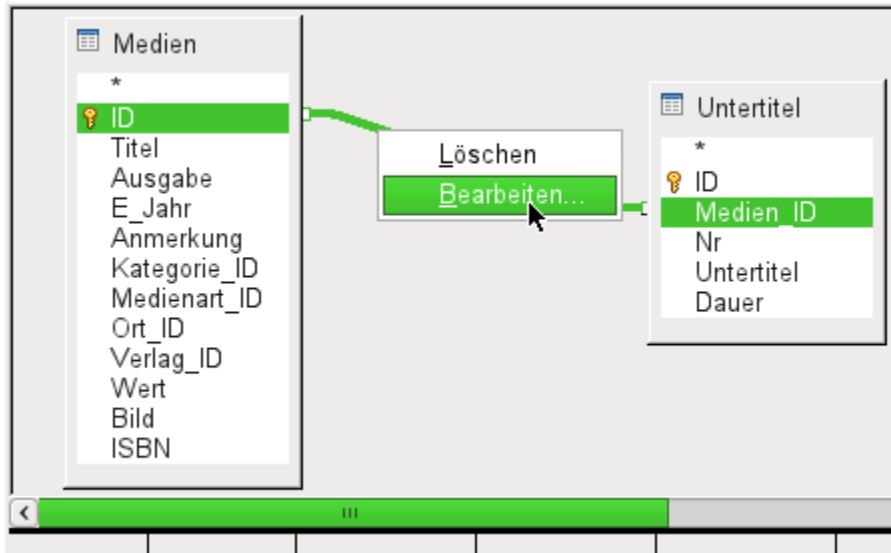 Medien
*
ID
Titel
Ausgabe
E_Jahr
Anmerkung
Kategorie_ID
Medienart_ID
Ort_ID
Verlag_ID
Wert
Bild
ISBN
Löschen
Bearbeiten...
Untertitel
*
ID
Medien_ID
Nr
Untertitel
Dauer